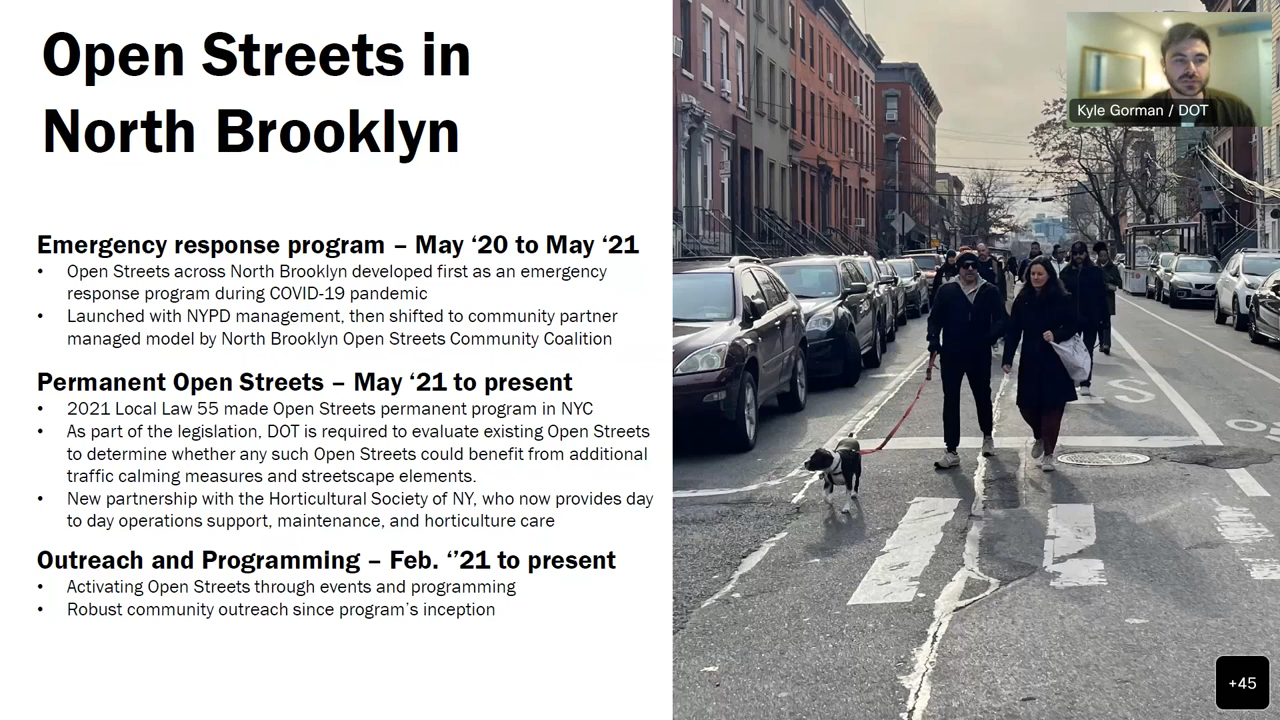 Open Streets in
North Brooklyn
Emergency response program – May ‘20 to May ‘21
• Open Streets across North Brooklyn developed first as an emergency
response program during COVID-19 pandemic
• Launched with NYPD management, then shifted to community partner
managed model by North Brooklyn Open Streets Community Coalition
Permanent Open Streets – May ‘21 to present
• 2021 Local Law 55 made Open Streets permanent program in NYC
• As part of the legislation, DOT is required to evaluate existing Open Streets
to determine whether any such Open Streets could benefit from additional
traffic calming measures and streetscape elements.
• New partnership with the Horticultural Society of NY, who now provides day
to day operations support, maintenance, and horticulture care
Outreach and Programming – Feb. ‘’21 to present
• Activating Open Streets through events and programming
• Robust community outreach since program’s inception
Kyle Gorman / DOT
+45